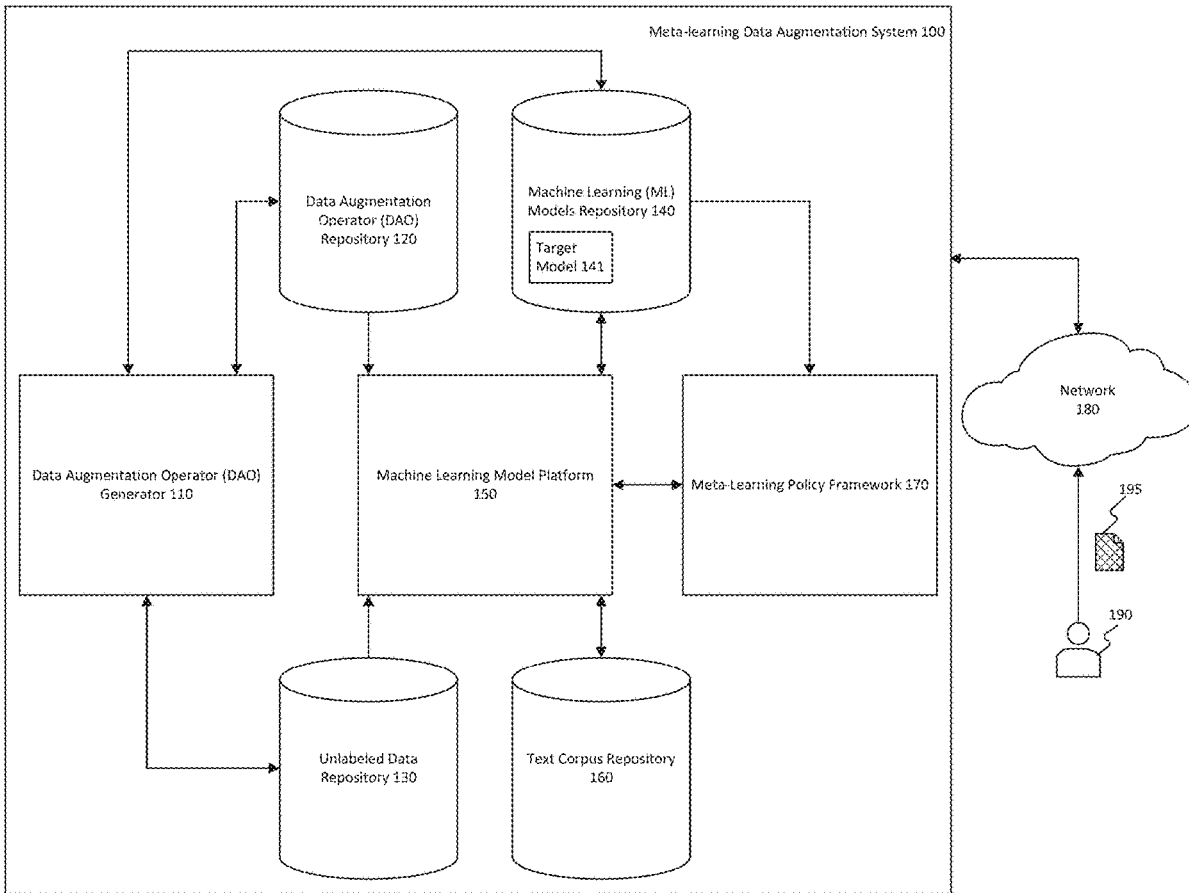 Meta-learning Data Augmentation System 100
Data Augmentation
Operator (DAO)
Repository 120
Machine Learning (ML)
Models Repository 140
Target
Model 141
Data Augmentation Operator (DAO)
Generator 110
Machine Learning Model Platform
150
Meta-Learning Policy Framework 170
Network
180
195
190
Unlabeled Data
Repository 130
Text Corpus Repository
160